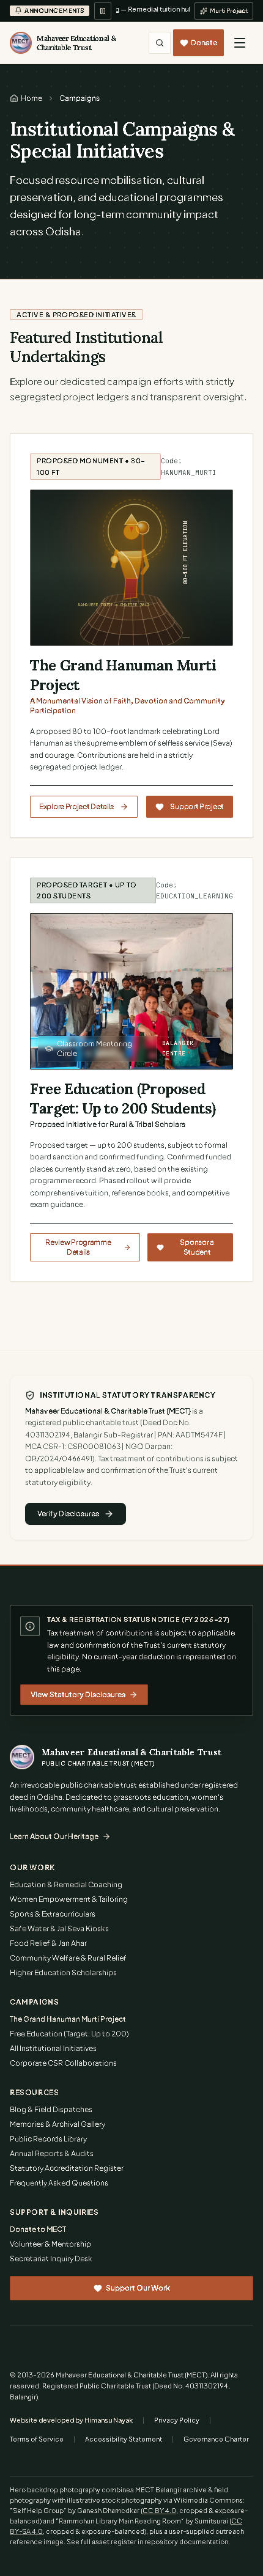 ANNOUNCEMENTS
— Remedial tuition hul
Murti Project
MECT
Mahaveer Educational &
Charitable Trust
Donate
Home
Campaigns
Institutional Campaigns &
Special Initiatives
Focused resource mobilisation, cultural
preservation, and educational programmes
designed for long-term community impact
across Odisha.
ACTIVE & PROPOSED INITIATIVES
Featured Institutional
Undertakings
Explore our dedicated campaign efforts with strictly
segregated project ledgers and transparent oversight.
PROPOSED MONUMENT • 80–
100 FT
Code:
HANUMAN_MURTI
80–100 FT ELEVATION
The Grand Hanuman Murti
Project
A Monumental Vision of Faith, Devotion and Community
Participation
A proposed 80 to 100-foot landmark celebrating Lord
Hanuman as the supreme emblem of selfless service (Seva)
and courage. Contributions are held in a strictly
segregated project ledger.
Explore Project Details
Support Project
PROPOSED TARGET • UP TO
200 STUDENTS
Code:
EDUCATION_LEARNING
Classroom Mentoring
Circle
BALANGIR
CENTRE
Free Education (Proposed
Target: Up to 200 Students)
Proposed Initiative for Rural & Tribal Scholars
Proposed target — up to 200 students, subject to formal
board sanction and confirmed funding. Confirmed funded
places currently stand at zero, based on the existing
programme record. Phased rollout will provide
comprehensive tuition, reference books, and competitive
exam guidance.
Review Programme
Details
Sponsor a
Student
INSTITUTIONAL STATUTORY TRANSPARENCY
Mahaveer Educational & Charitable Trust (MECT) is a
registered public charitable trust (Deed Doc No.
40311302194, Balangir Sub-Registrar | PAN: AADTM5474F |
MCA CSR-1: CSR00081063 | NGO Darpan:
OR/2024/0466491). Tax treatment of contributions is subject
to applicable law and confirmation of the Trust's current
statutory eligibility.
Verify Disclosures
TAX & REGISTRATION STATUS NOTICE (FY 2026–27)
Tax treatment of contributions is subject to applicable
law and confirmation of the Trust's current statutory
eligibility. No current-year deduction is represented on
this page.
View Statutory Disclosures
MECT
Mahaveer Educational & Charitable Trust
PUBLIC CHARITABLE TRUST (MECT)
An irrevocable public charitable trust established under registered
deed in Odisha. Dedicated to grassroots education, women's
livelihoods, community healthcare, and cultural preservation.
Learn About Our Heritage
OUR WORK
Education & Remedial Coaching
Women Empowerment & Tailoring
Sports & Extracurriculars
Safe Water & Jal Seva Kiosks
Food Relief & Jan Ahar
Community Welfare & Rural Relief
Higher Education Scholarships
CAMPAIGNS
The Grand Hanuman Murti Project
Free Education (Target: Up to 200)
All Institutional Initiatives
Corporate CSR Collaborations
RESOURCES
Blog & Field Dispatches
Memories & Archival Gallery
Public Records Library
Annual Reports & Audits
Statutory Accreditation Register
Frequently Asked Questions
SUPPORT & INQUIRIES
Donate to MECT
Volunteer & Mentorship
Secretariat Inquiry Desk
Support Our Work
© 2013–2026 Mahaveer Educational & Charitable Trust (MECT). All rights
reserved. Registered Public Charitable Trust (Deed No. 40311302194,
Balangir).
Website developed by Himansu Nayak | Privacy Policy |
Terms of Service | Accessibility Statement | Governance Charter
Hero backdrop photography combines MECT Balangir archive & field
photography with illustrative stock photography via Wikimedia Commons:
"Self Help Group" by Ganesh Dhamodkar (CC BY 4.0, cropped & exposure-
balanced) and "Rammohun Library Main Reading Room" by Sumitsurai (CC
BY-SA 4.0, cropped & exposure-balanced), plus a user-supplied outreach
reference image. See full asset register in repository documentation.